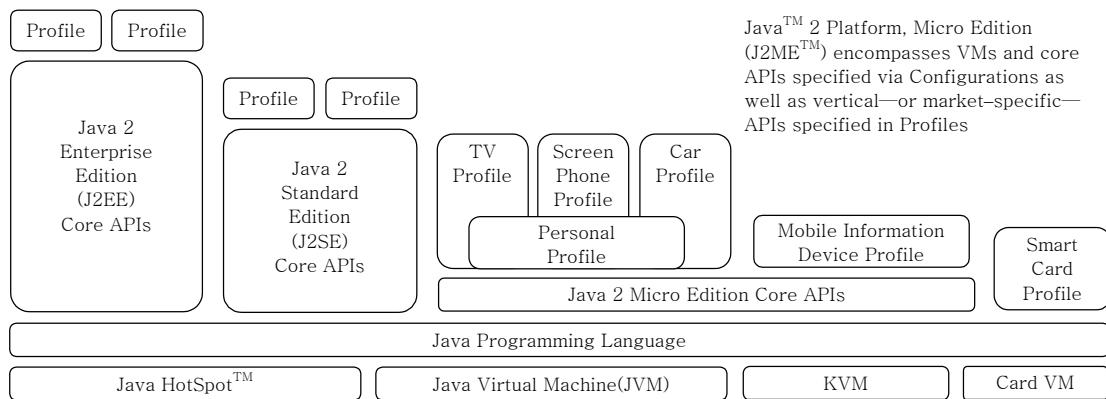 Profile
Profile
Java 2
Enterprise
Edition
(J2EE)
Core APIs
Profile
Profile
Java 2
Standard
Edition
(J2SE)
Core APIs
TV
Profile
Screen
Phone
Profile
Car
Profile
Personal
Profile
Java™ 2 Platform, Micro Edition
(J2ME™) encompasses VMs and core
APIs specified via Configurations as
well as vertical—or market–specific—
APIs specified in Profiles
Mobile Information
Device Profile
Smart
Card
Profile
Java 2 Micro Edition Core APIs
Java Programming Language
Java HotSpot™
Java Virtual Machine(JVM)
KVM
Card VM